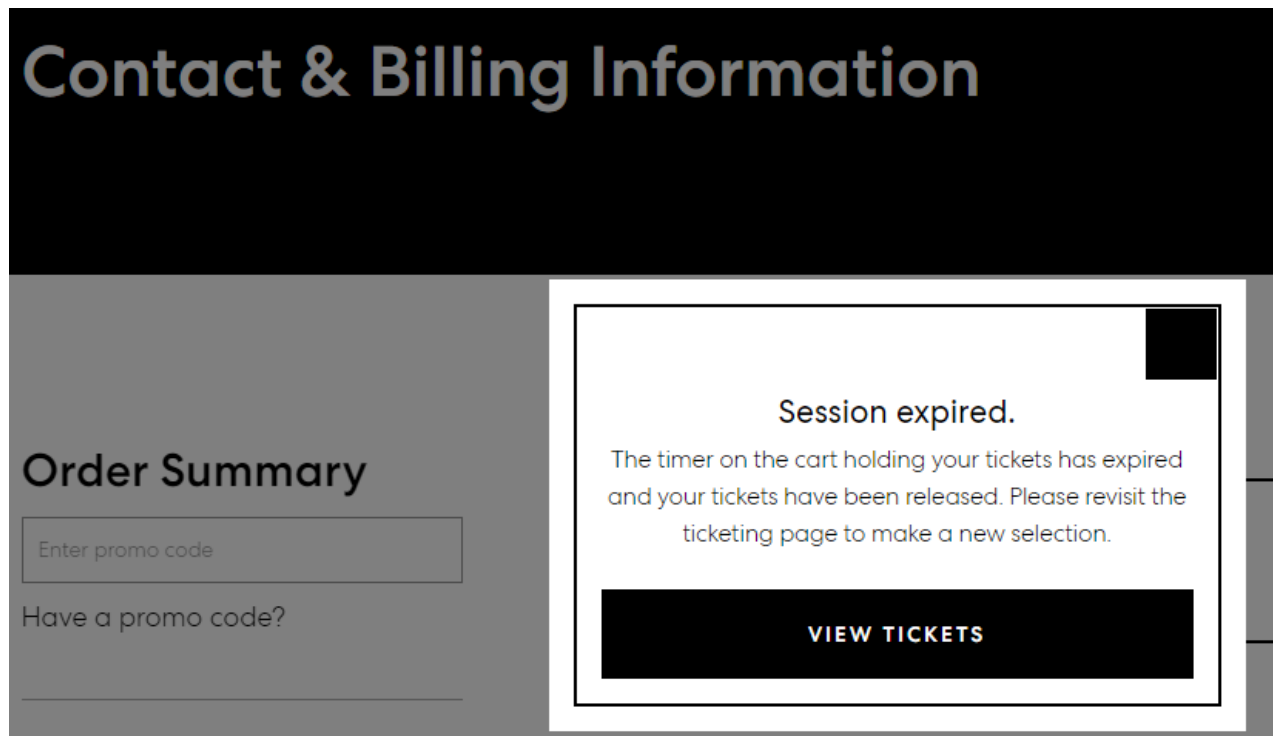 Contact & Billing Information
Order Summary
Enter promo code
Have a promo code?
Session expired.
The timer on the cart holding your tickets has expired
and your tickets have been released. Please revisit the
ticketing page to make a new selection.
VIEW TICKETS